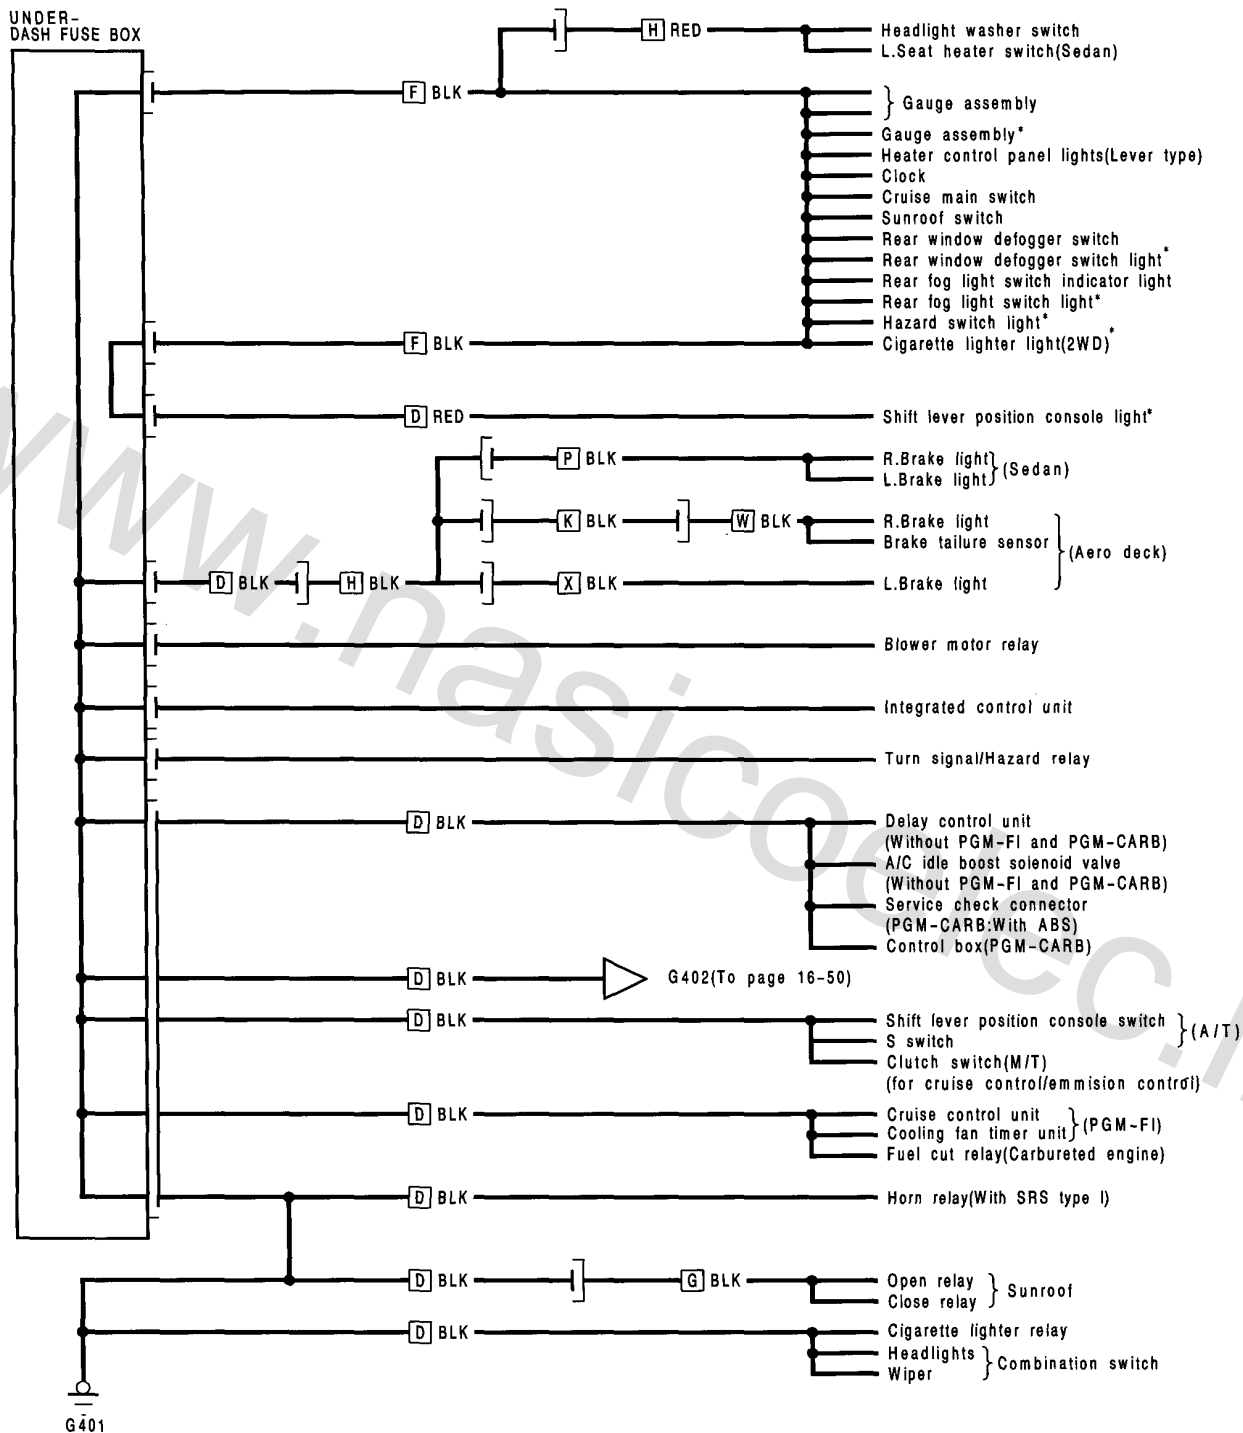 UNDER-
DASH FUSE BOX
H RED
Headlight washer switch
L.Seat heater switch(Sedan)
F BLK
Gauge assembly
Gauge assembly*
Heater control panel lights(Lever type)
Clock
Cruise main switch
Sunroof switch
Rear window defogger switch
Rear window defogger switch light*
Rear fog light switch indicator light
Rear fog light switch light*
Hazard switch light*
F BLK
Cigarette lighter light(2WD)*
D RED
Shift lever position console light*
P BLK
R.Brake light
L.Brake light
(Sedan)
K BLK
W BLK
R.Brake light
Brake tailure sensor
(Aero deck)
D BLK
H BLK
X BLK
L.Brake light
Blower motor relay
Integrated control unit
Turn signal/Hazard relay
D BLK
Delay control unit
(Without PGM-FI and PGM-CARB)
A/C idle boost solenoid valve
(Without PGM-FI and PGM-CARB)
Service check connector
(PGM-CARB:With ABS)
Control box(PGM-CARB)
D BLK
G402(To page 16-50)
D BLK
Shift lever position console switch
S switch
(A/T)
Clutch switch(M/T)
(for cruise control/emmision control)
D BLK
Cruise control unit
Cooling fan timer unit
(PGM-FI)
Fuel cut relay(Carbureted engine)
D BLK
Horn relay(With SRS type I)
D BLK
G BLK
Open relay
Close relay
Sunroof
D BLK
Cigarette lighter relay
Headlights
Wiper
Combination switch
G401